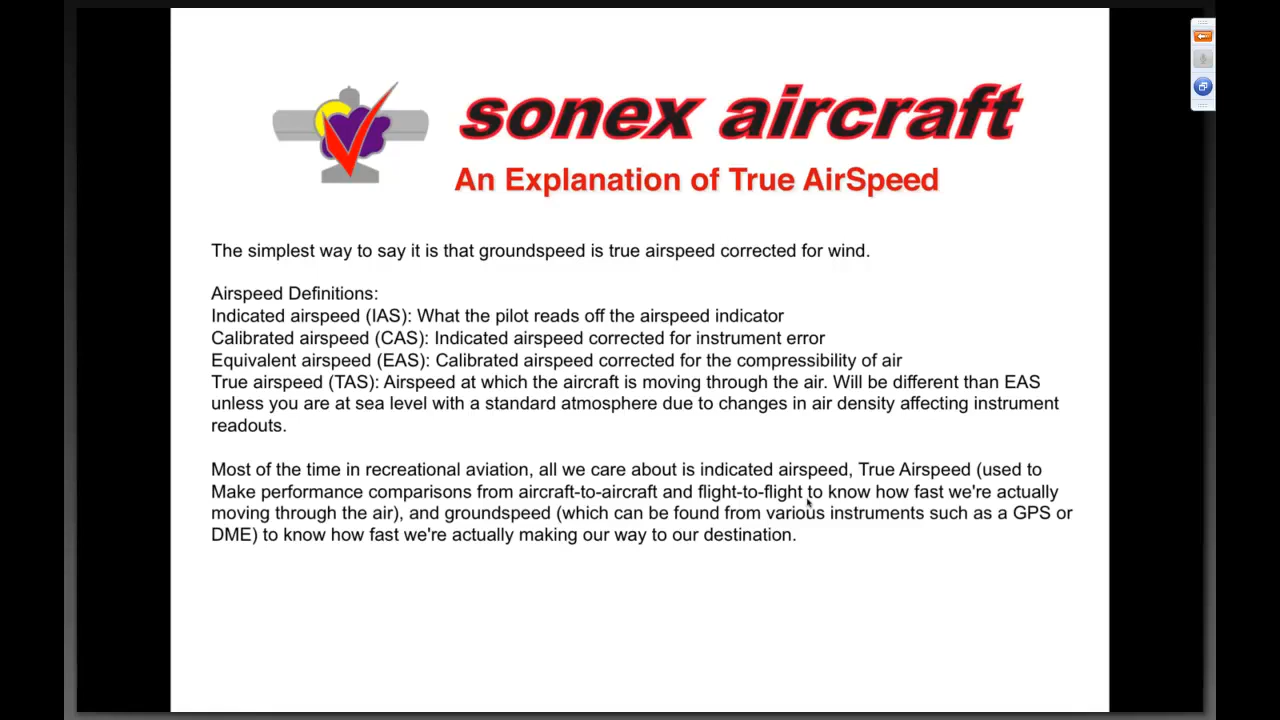 sonex aircraft
An Explanation of True AirSpeed
The simplest way to say it is that groundspeed is true airspeed corrected for wind.
Airspeed Definitions:
Indicated airspeed (IAS): What the pilot reads off the airspeed indicator
Calibrated airspeed (CAS): Indicated airspeed corrected for instrument error
Equivalent airspeed (EAS): Calibrated airspeed corrected for the compressibility of air
True airspeed (TAS): Airspeed at which the aircraft is moving through the air. Will be different than EAS
unless you are at sea level with a standard atmosphere due to changes in air density affecting instrument
readouts.
Most of the time in recreational aviation, all we care about is indicated airspeed, True Airspeed (used to
Make performance comparisons from aircraft-to-aircraft and flight-to-flight to know how fast we're actually
moving through the air), and groundspeed (which can be found from various instruments such as a GPS or
DME) to know how fast we're actually making our way to our destination.